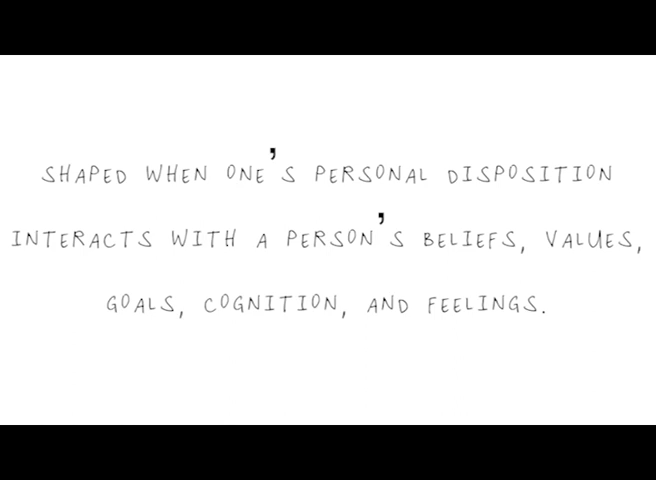 SHAPED WHEN ONE'S PERSONAL DISPOSITION
INTERACTS WITH A PERSON'S BELIEFS, VALUES,
GOALS, COGNITION, AND FEELINGS.